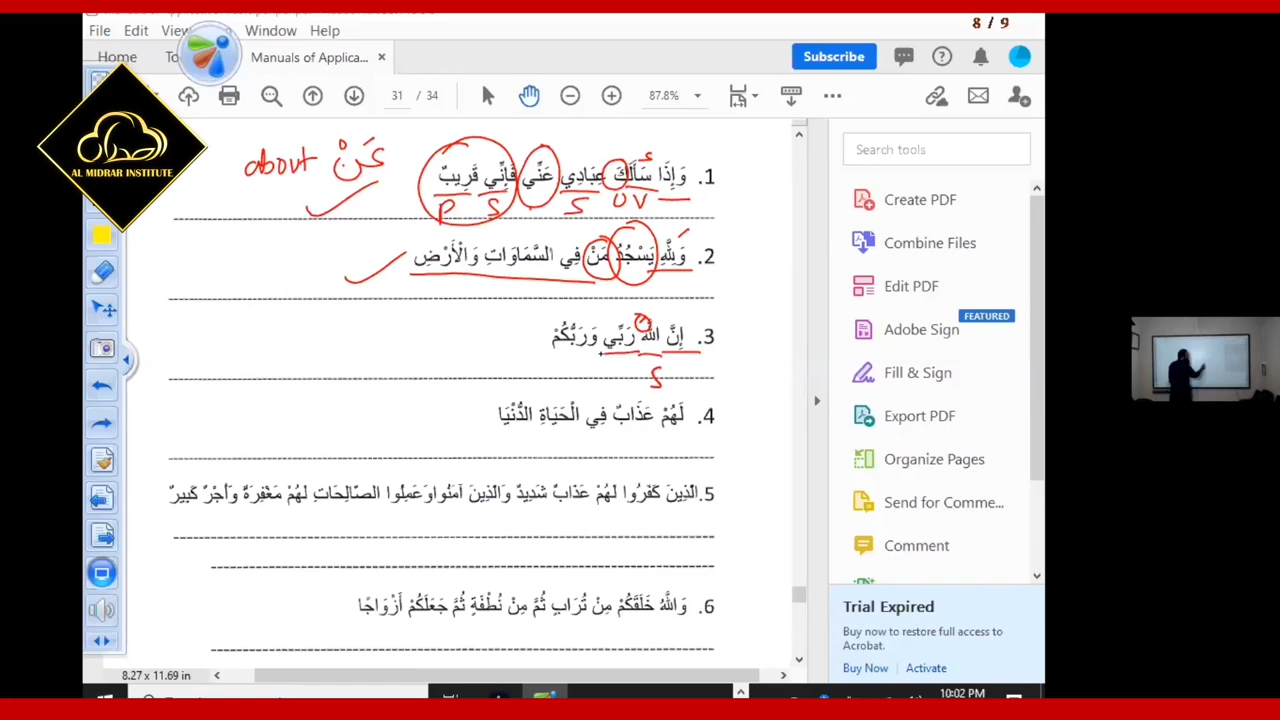 8 / 9
File Edit View Window Help
Home To Manuals of Applica... × Subscribe
31 / 34 87.8%
AL MIDRAR INSTITUTE
about عَنْ
1. وَإِذَا سَأَلَكَ عِبَادِي عَنِّي فَإِنِّي قَرِيبٌ
P S S O V
2. وَلِلَّهِ يَسْجُدُ مَنْ فِي السَّمَاوَاتِ وَالْأَرْضِ
3. إِنَّ اللَّهَ رَبِّي وَرَبُّكُمْ
S
4. لَهُمْ عَذَابٌ فِي الْحَيَاةِ الدُّنْيَا
5. الَّذِينَ كَفَرُوا لَهُمْ عَذَابٌ شَدِيدٌ وَالَّذِينَ آمَنُوا وَعَمِلُوا الصَّالِحَاتِ لَهُمْ مَغْفِرَةٌ وَأَجْرٌ كَبِيرٌ
6. وَاللَّهُ خَلَقَكُمْ مِنْ تُرَابٍ ثُمَّ مِنْ نُطْفَةٍ ثُمَّ جَعَلَكُمْ أَزْوَاجًا
8.27 x 11.69 in
Search tools
Create PDF
Combine Files
Edit PDF
FEATURED
Adobe Sign
Fill & Sign
Export PDF
Organize Pages
Send for Comme...
Comment
Trial Expired
Buy now to restore full access to
Acrobat.
Buy Now Activate
10:02 PM